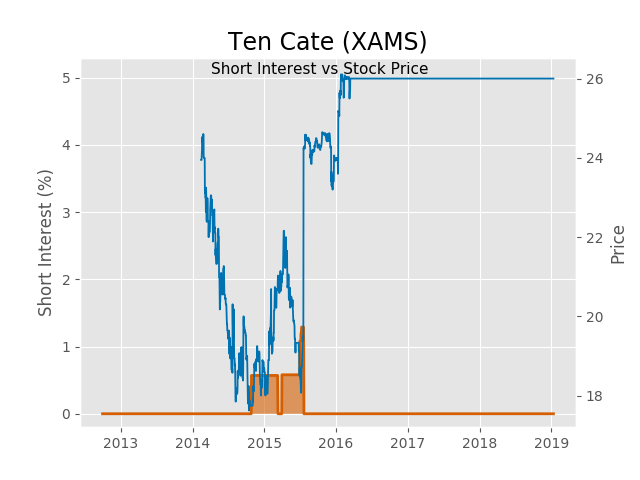 Ten Cate (XAMS)
Short Interest vs Stock Price
Short Interest (%)
5
4
3
2
1
0
26
24
22
20
18
Price
2013 2014 2015 2016 2017 2018 2019